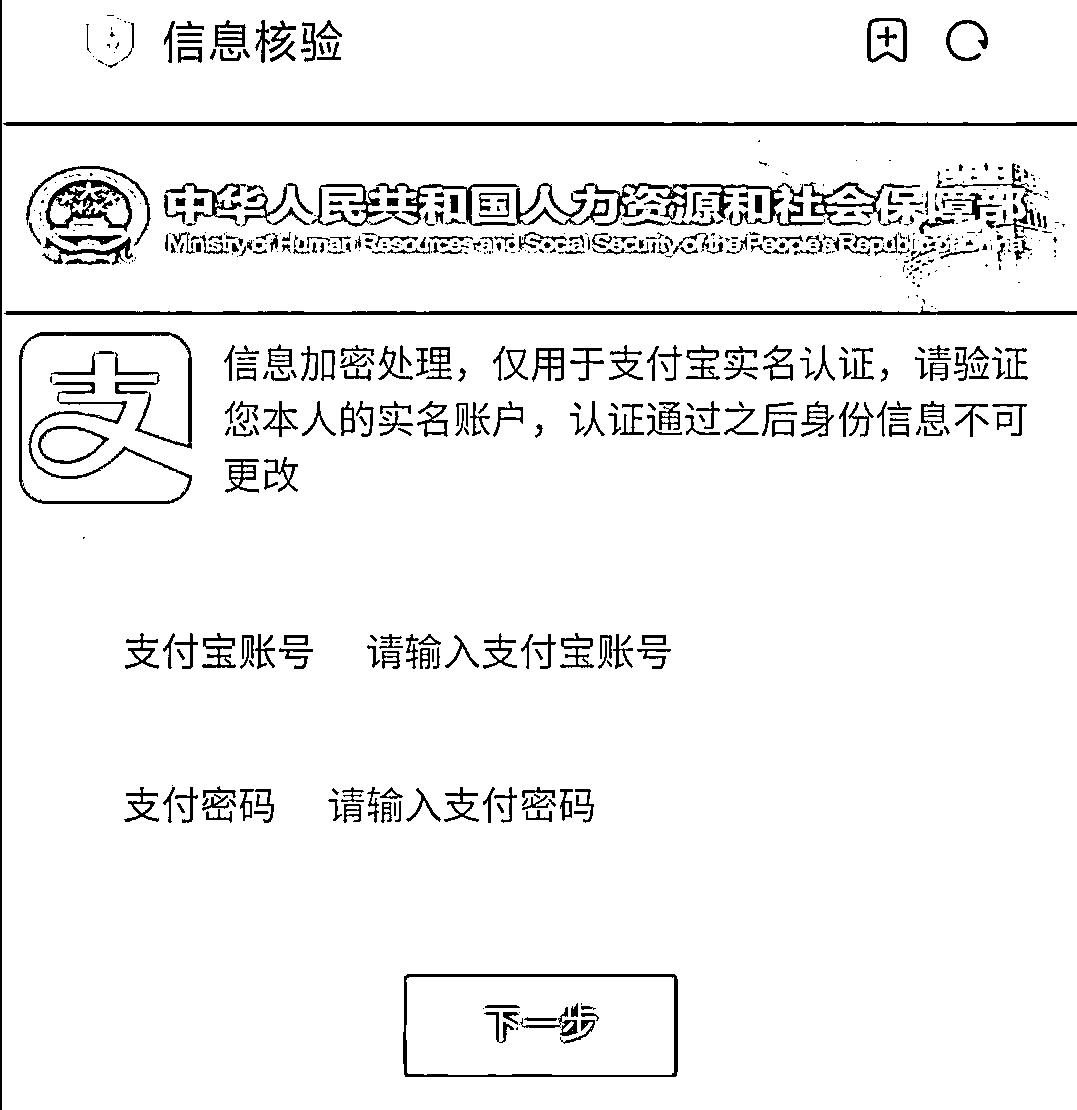 信息核验
中华人民共和国人力资源和社会保障部
Ministry of Human Resources and Social Security of the People's Republic of China
信息加密处理，仅用于支付宝实名认证，请验证
您本人的实名账户，认证通过之后身份信息不可
更改
支付宝账号 请输入支付宝账号
支付密码 请输入支付密码
下一步